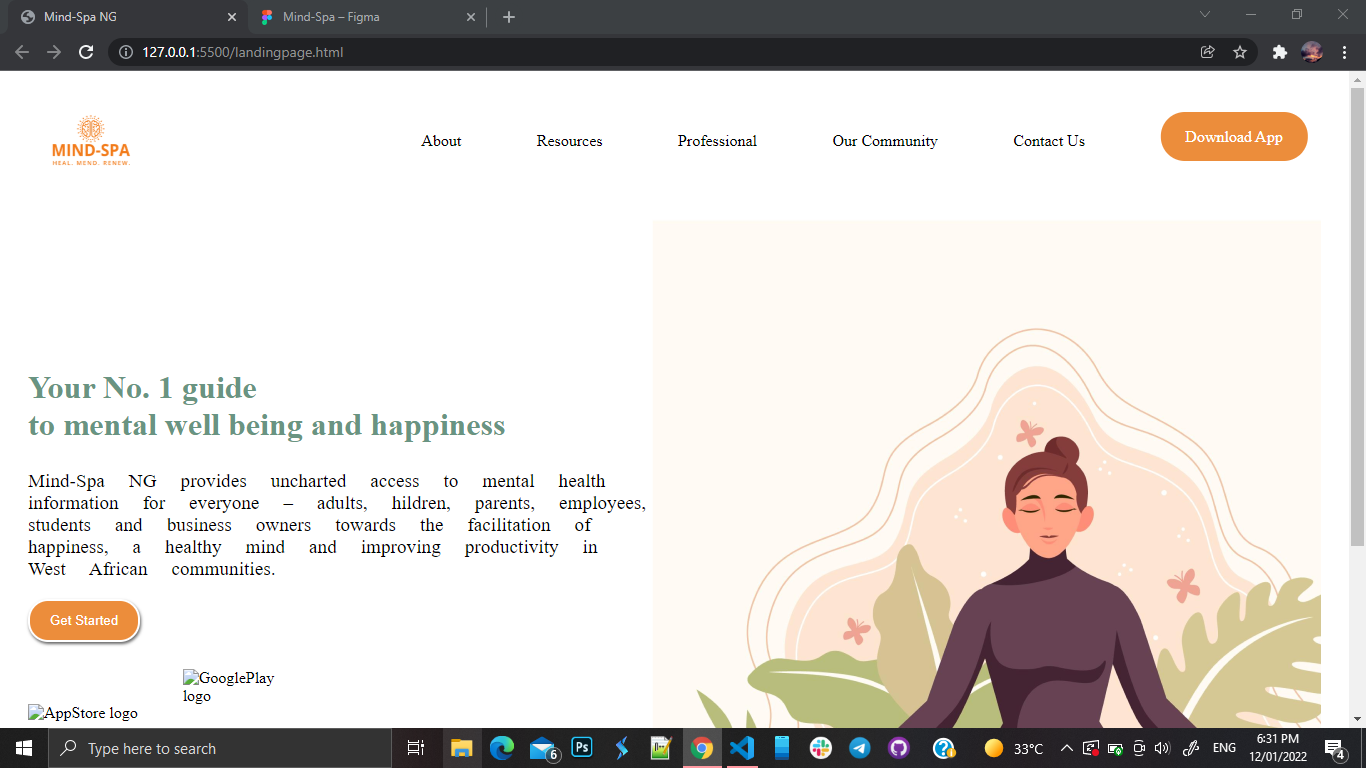 Mind-Spa NG
Mind-Spa – Figma
127.0.0.1:5500/landingpage.html
MIND-SPA
HEAL. MEND. RENEW.
About
Resources
Professional
Our Community
Contact Us
Download App
Your No. 1 guide
to mental well being and happiness
Mind-Spa NG provides uncharted access to mental health
information for everyone – adults, hildren, parents, employees,
students and business owners towards the facilitation of
happiness, a healthy mind and improving productivity in
West African communities.
Get Started
GooglePlay
logo
AppStore logo
Type here to search
6
Ps
33°C
ENG
6:31 PM
12/01/2022
4